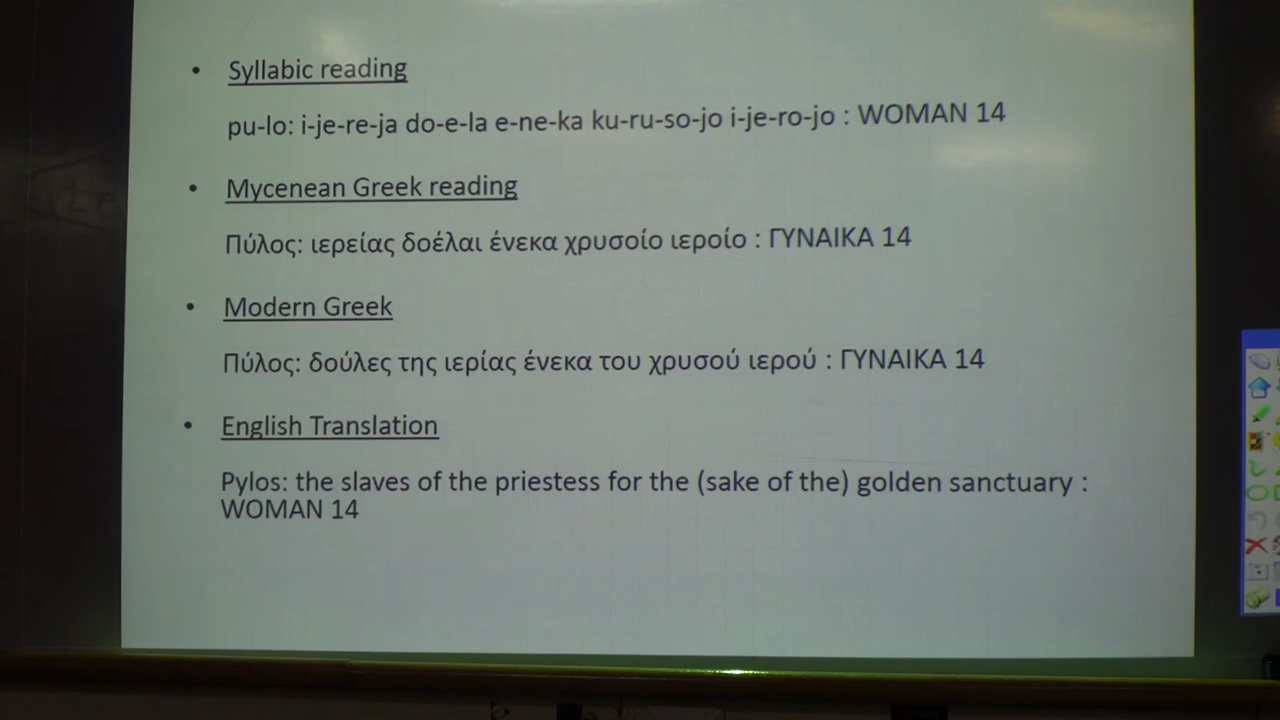 • Syllabic reading
pu-lo: i-je-re-ja do-e-la e-ne-ka ku-ru-so-jo i-je-ro-jo : WOMAN 14
• Mycenean Greek reading
Πύλος: ιερείας δοέλαι ένεκα χρυσοίο ιεροίο : ΓΥΝΑΙΚΑ 14
• Modern Greek
Πύλος: δούλες της ιερίας ένεκα του χρυσού ιερού : ΓΥΝΑΙΚΑ 14
• English Translation
Pylos: the slaves of the priestess for the (sake of the) golden sanctuary :
WOMAN 14